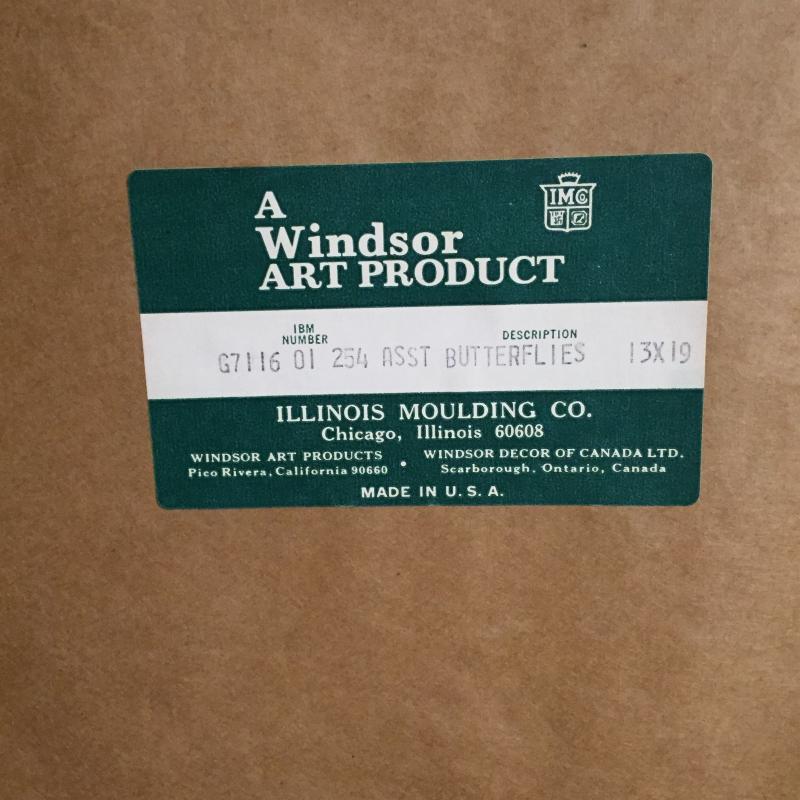 A
IMCo
Windsor
ART PRODUCT
IBM
NUMBER
DESCRIPTION
G7116 01 254 ASST BUTTERFLIES 13X19
ILLINOIS MOULDING CO.
Chicago, Illinois 60608
WINDSOR ART PRODUCTS • WINDSOR DECOR OF CANADA LTD.
Pico Rivera, California 90660 Scarborough, Ontario, Canada
MADE IN U. S. A.